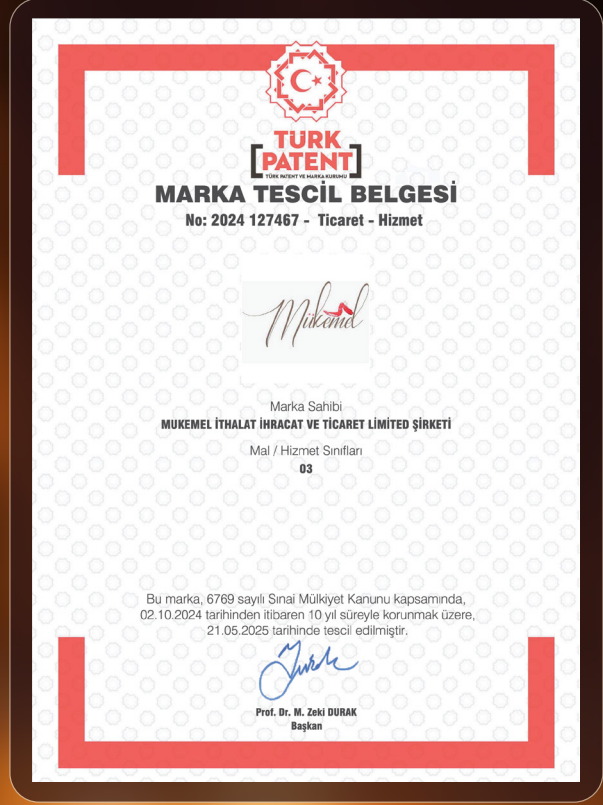 TÜRK
PATENT
TÜRK PATENT VE MARKA KURUMU
MARKA TESCİL BELGESİ
No: 2024 127467 - Ticaret - Hizmet
Mükemel
Marka Sahibi
MUKEMEL İTHALAT İHRACAT VE TİCARET LİMİTED ŞİRKETİ
Mal / Hizmet Sınıfları
03
Bu marka, 6769 sayılı Sınai Mülkiyet Kanunu kapsamında,
02.10.2024 tarihinden itibaren 10 yıl süreyle korunmak üzere,
21.05.2025 tarihinde tescil edilmiştir.
Prof. Dr. M. Zeki DURAK
Başkan